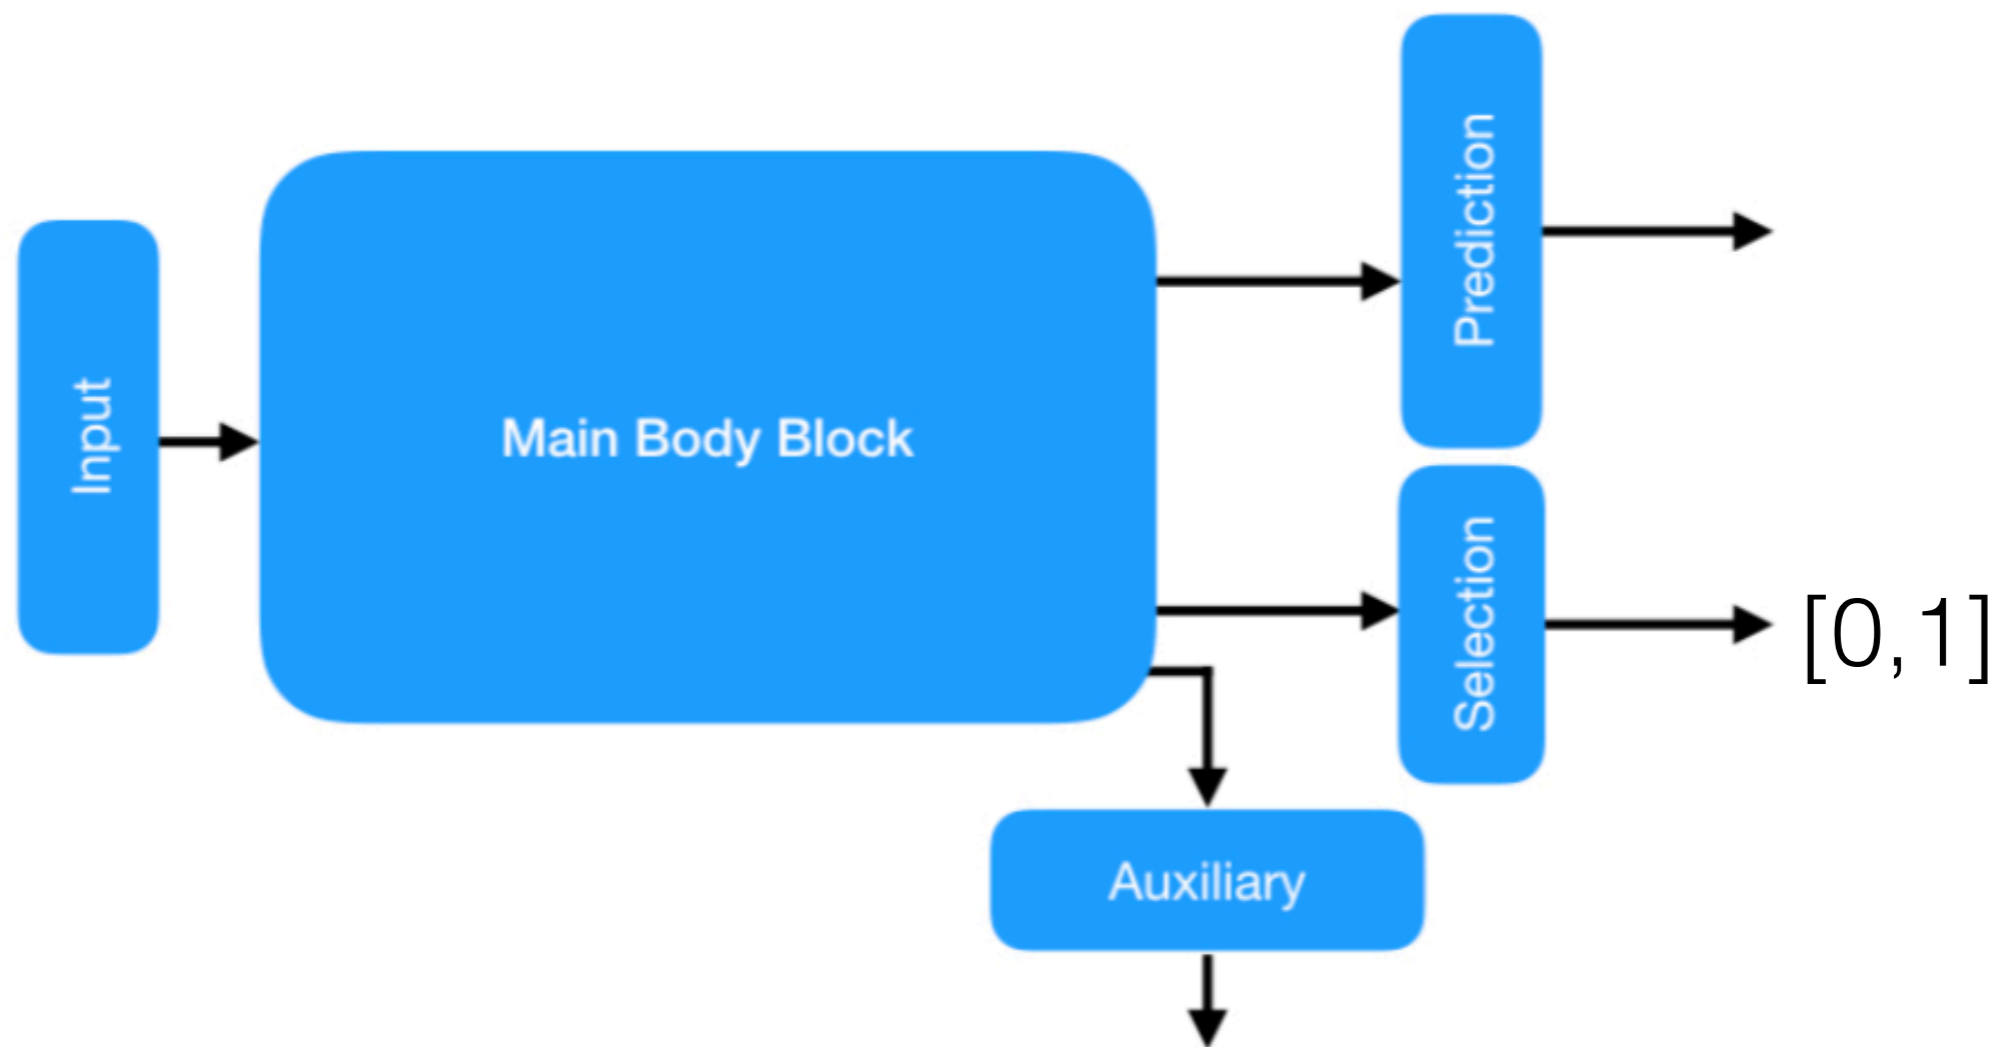 Input
Main Body Block
Prediction
Selection
[0,1]
Auxiliary